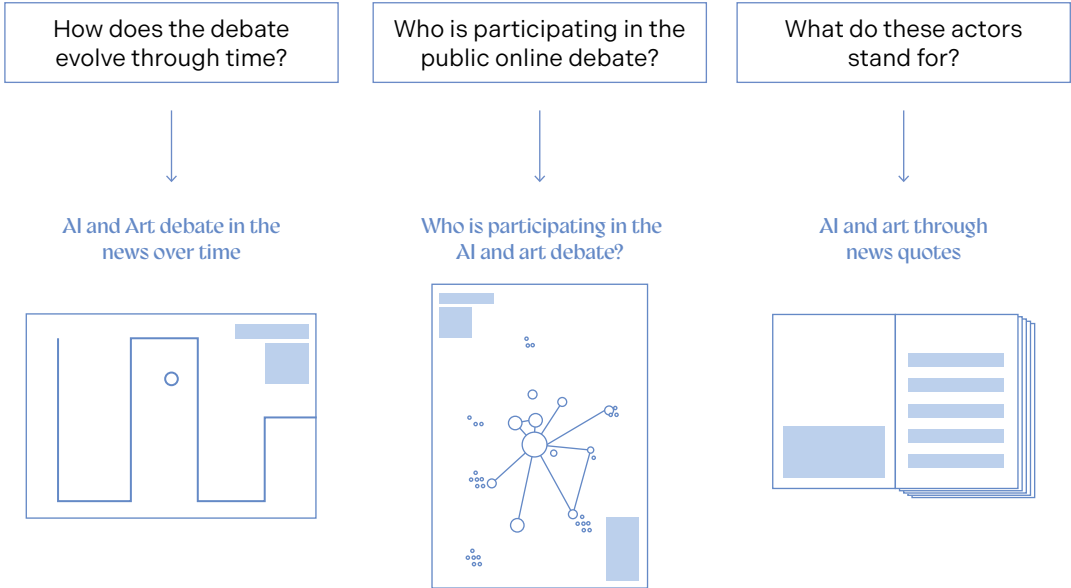 How does the debate
evolve through time?
Who is participating in the
public online debate?
What do these actors
stand for?
AI and Art debate in the
news over time
Who is participating in the
AI and art debate?
AI and art through
news quotes